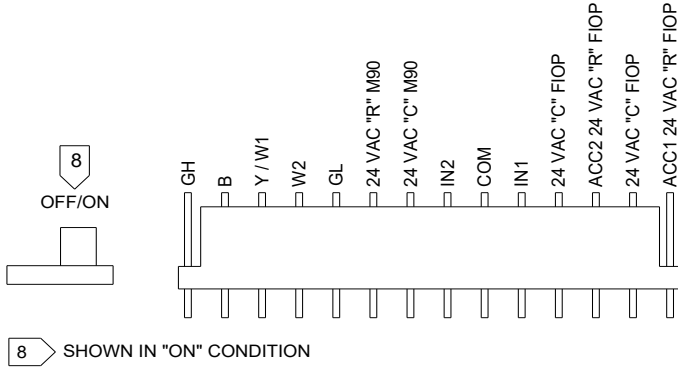 8
OFF/ON
GH
B
Y / W1
W2
GL
24 VAC "R" M90
24 VAC "C" M90
IN2
COM
IN1
24 VAC "C" FIOP
ACC2 24 VAC "R" FIOP
24 VAC "C" FIOP
ACC1 24 VAC "R" FIOP
8 SHOWN IN "ON" CONDITION